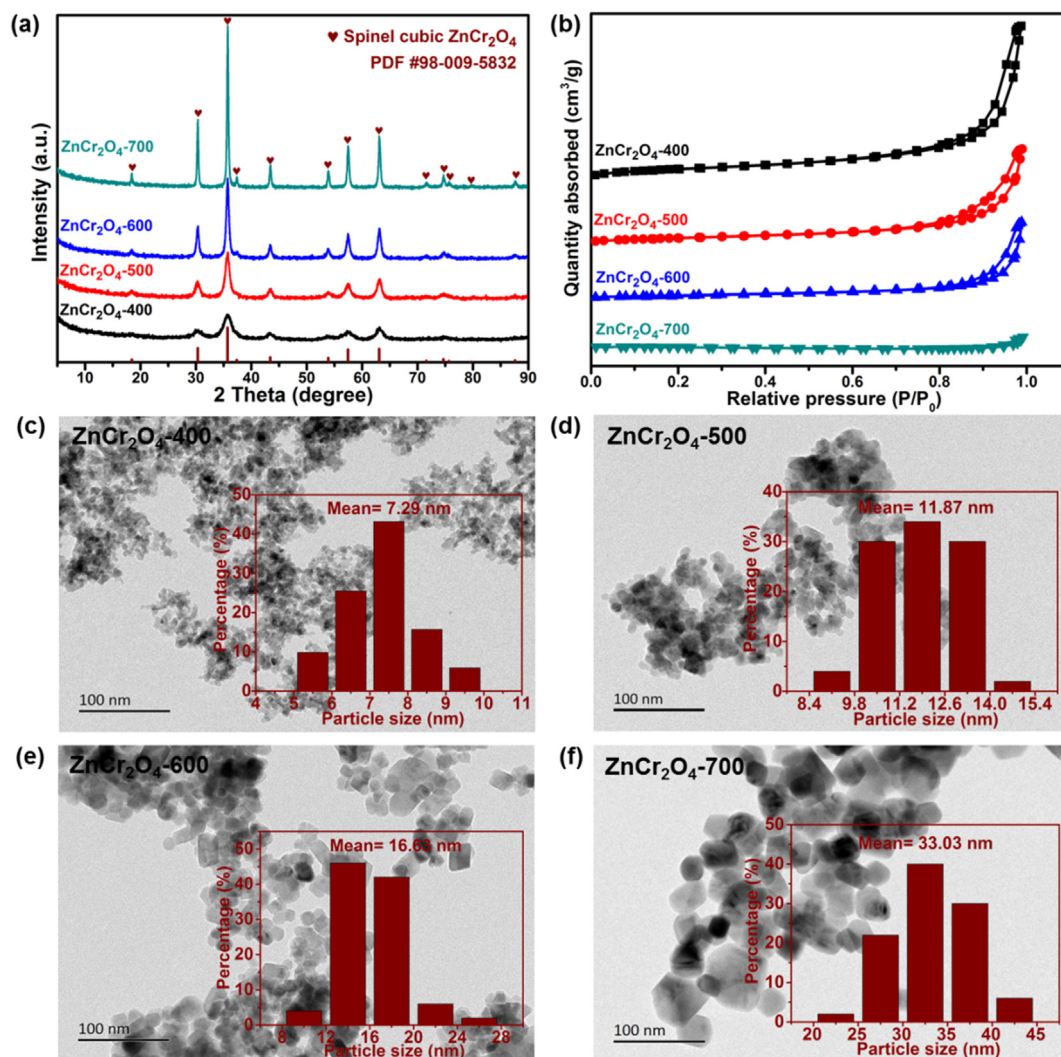 (a)
♥ Spinel cubic ZnCr₂O₄
PDF #98-009-5832
ZnCr₂O₄-700
ZnCr₂O₄-600
ZnCr₂O₄-500
ZnCr₂O₄-400
Intensity (a.u.)
10 20 30 40 50 60 70 80 90
2 Theta (degree)
(b)
ZnCr₂O₄-400
ZnCr₂O₄-500
ZnCr₂O₄-600
ZnCr₂O₄-700
Quantity absorbed (cm³/g)
0.0 0.2 0.4 0.6 0.8 1.0
Relative pressure (P/P₀)
(c)
ZnCr₂O₄-400
Mean= 7.29 nm
Percentage (%)
50
40
30
20
10
0
4 5 6 7 8 9 10 11
Particle size (nm)
100 nm
(d)
ZnCr₂O₄-500
Mean= 11.87 nm
Percentage (%)
40
30
20
10
0
8.4 9.8 11.2 12.6 14.0 15.4
Particle size (nm)
100 nm
(e)
ZnCr₂O₄-600
Mean= 16.63 nm
Percentage (%)
50
40
30
20
10
0
8 12 16 20 24 28
Particle size (nm)
100 nm
(f)
ZnCr₂O₄-700
Mean= 33.03 nm
Percentage (%)
50
40
30
20
10
0
20 25 30 35 40 45
Particle size (nm)
100 nm